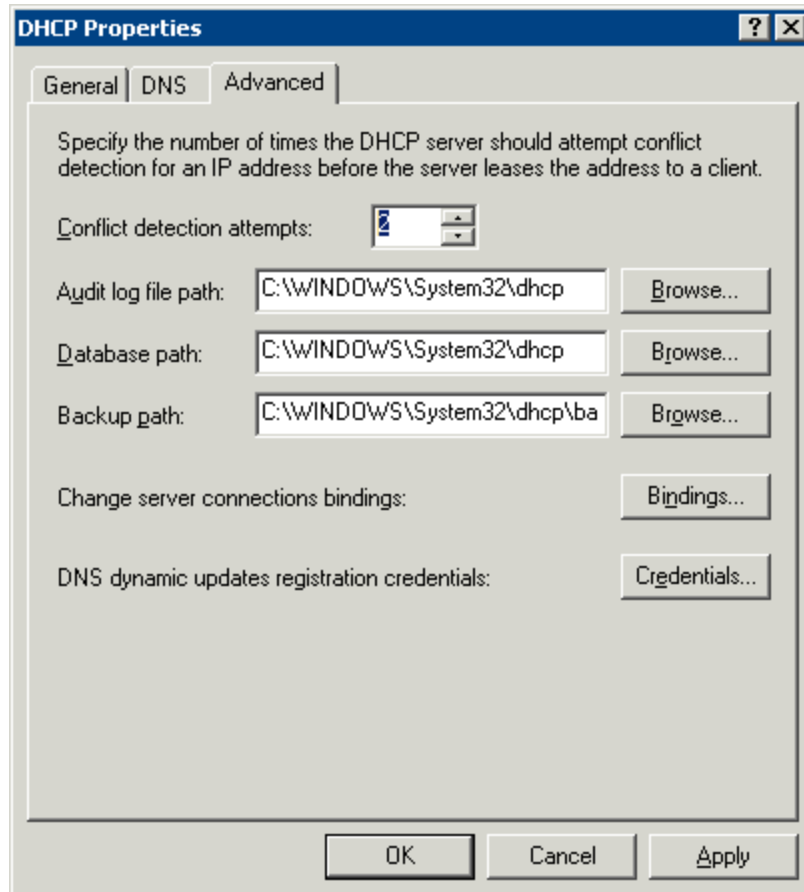 DHCP Properties
General DNS Advanced
Specify the number of times the DHCP server should attempt conflict
detection for an IP address before the server leases the address to a client.
Conflict detection attempts: 2
Audit log file path: C:\WINDOWS\System32\dhcp Browse...
Database path: C:\WINDOWS\System32\dhcp Browse...
Backup path: C:\WINDOWS\System32\dhcp\ba Browse...
Change server connections bindings: Bindings...
DNS dynamic updates registration credentials: Credentials...
OK Cancel Apply